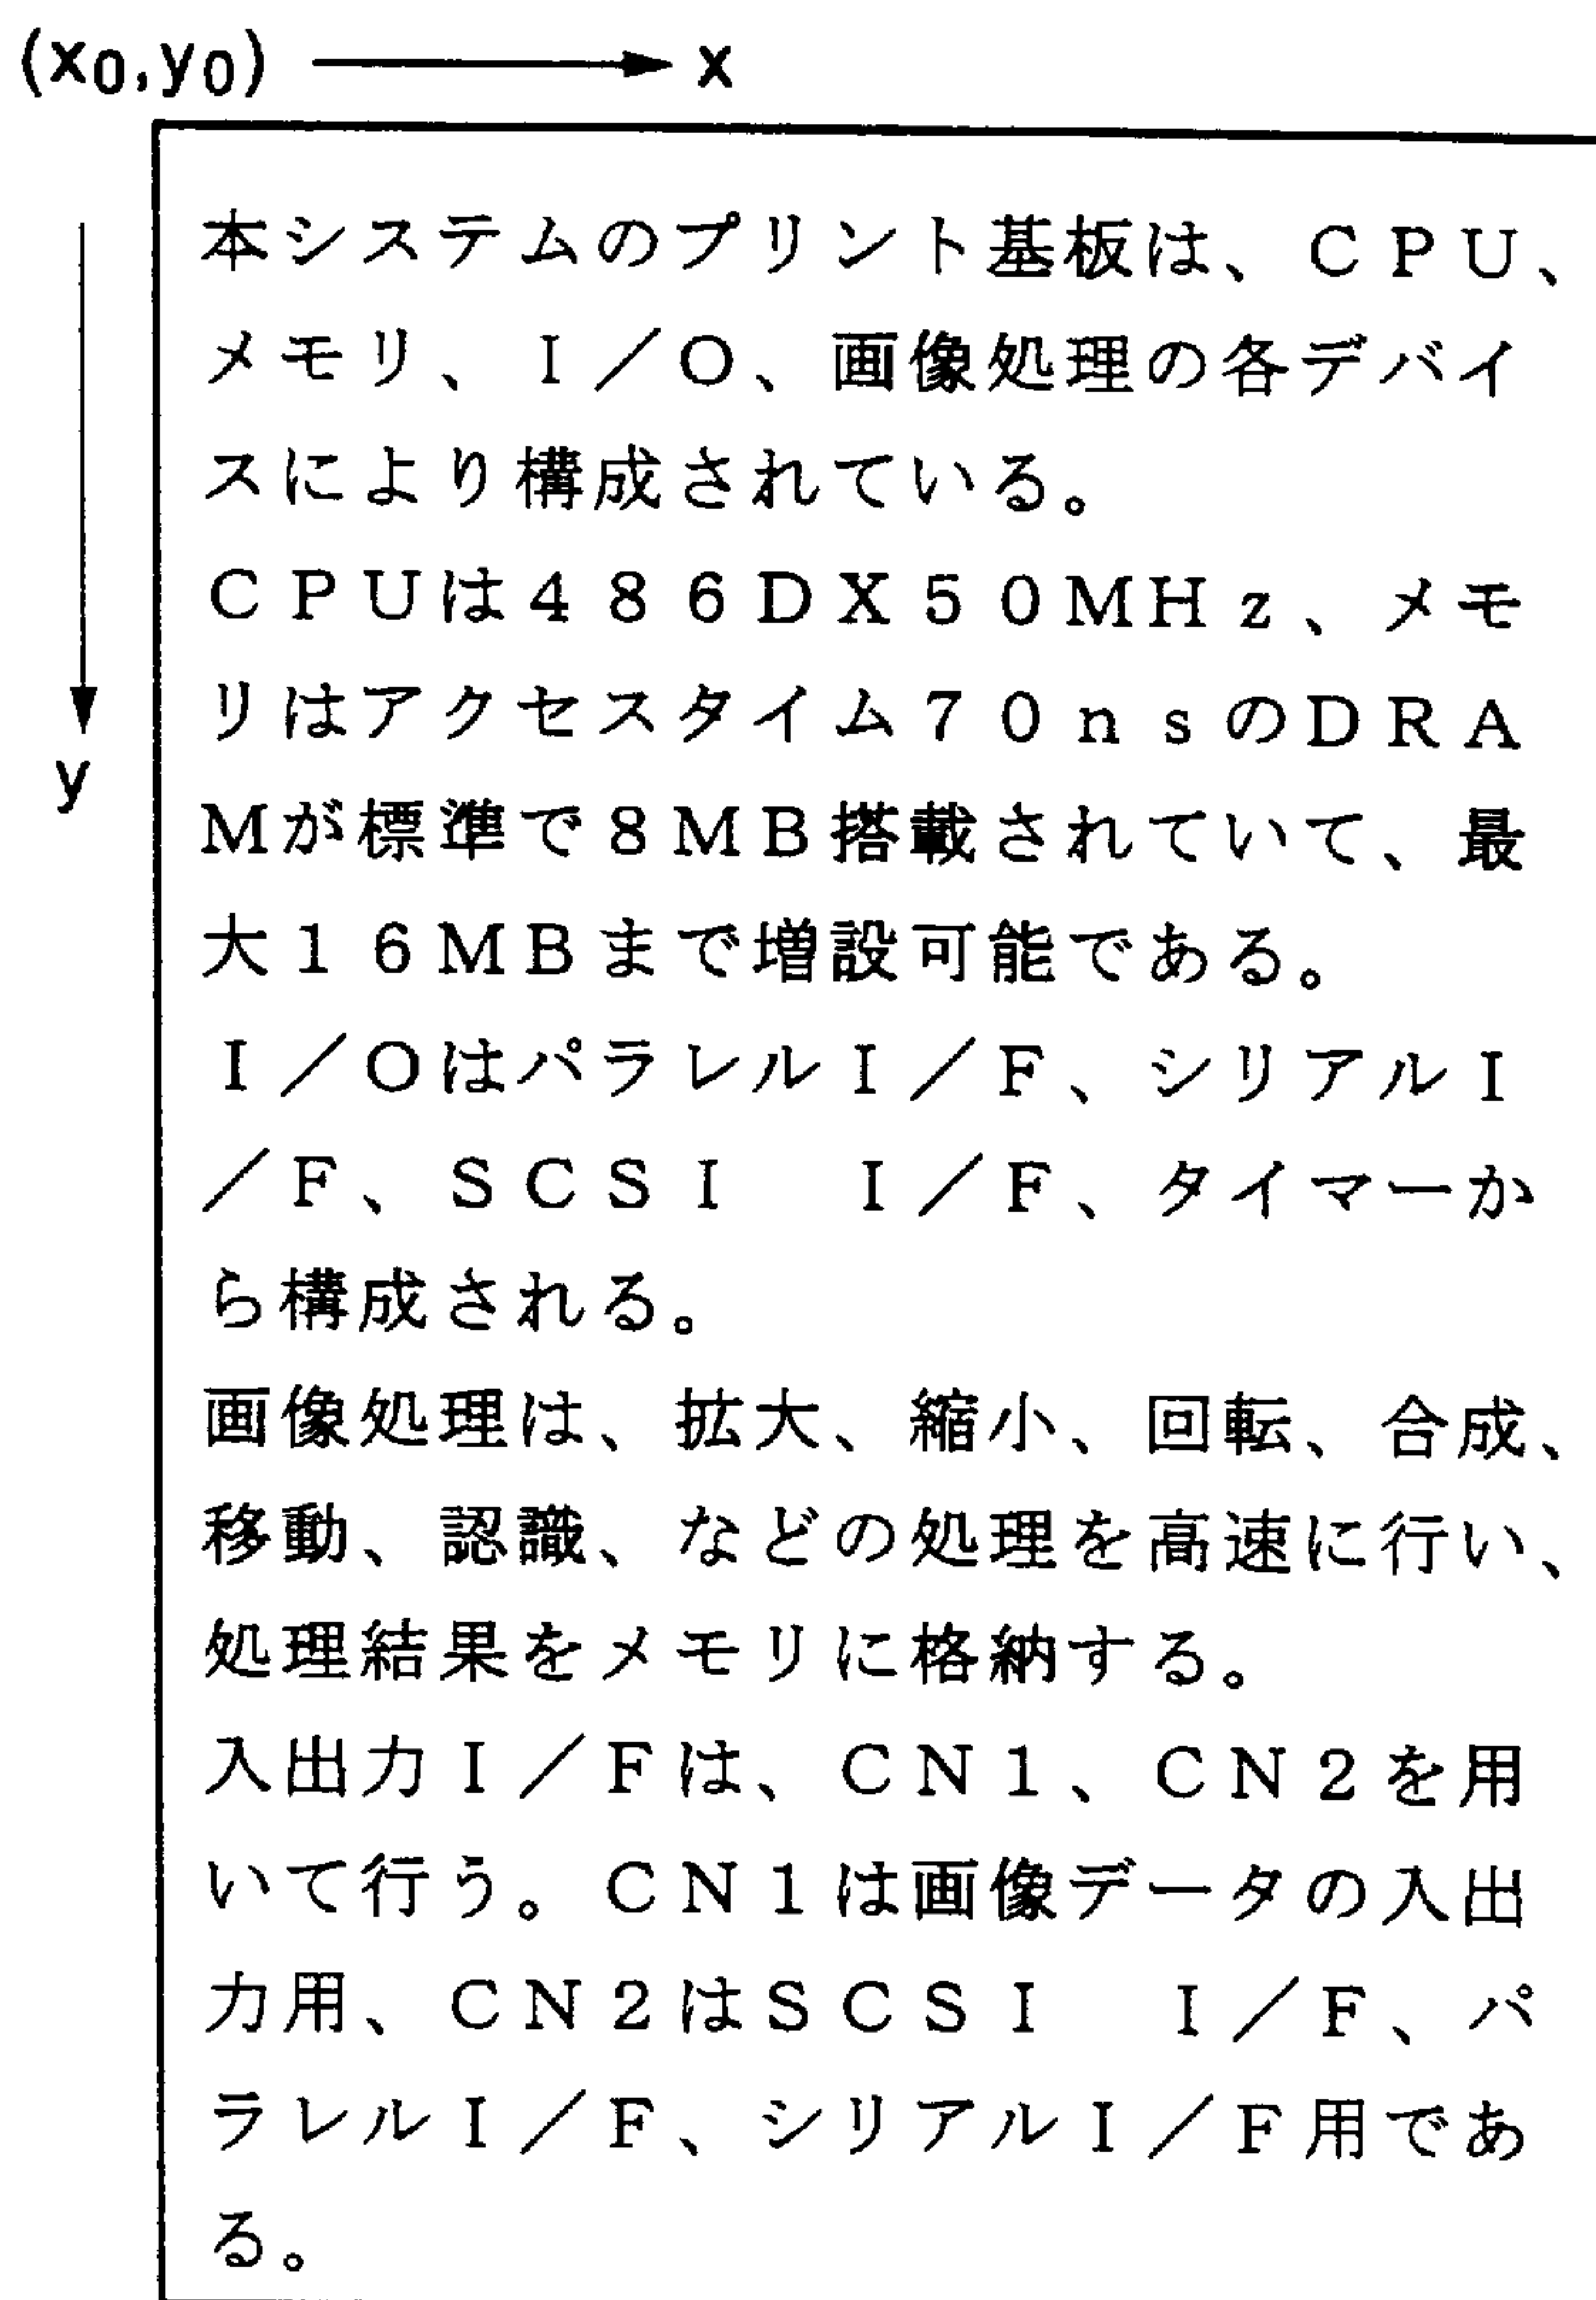 (x0,y0) x
y
本システムのプリント基板は、ＣＰＵ、
メモリ、Ｉ／Ｏ、画像処理の各デバイ
スにより構成されている。
ＣＰＵは４８６ＤＸ５０ＭＨｚ、メモ
リはアクセスタイム７０ｎｓのＤＲＡ
Ｍが標準で８ＭＢ搭載されていて、最
大１６ＭＢまで増設可能である。
Ｉ／Ｏはパラレルl Ｉ／Ｆ、シリアルＩ
／Ｆ、ＳＣＳＩ　Ｉ／Ｆ、タイマーか
ら構成される。
画像処理は、拡大、縮小、回転、合成、
移動、認識、などの処理を高速に行い、
処理結果をメモリに格納する。
入出力Ｉ／Ｆは、ＣＮ１、ＣＮ２を用
いて行う。ＣＮ１は画像データの入出
力用、ＣＮ２はＳＣＳＩ　Ｉ／Ｆ、パ
ラレルＩ／Ｆ、シリアルＩ／Ｆ用であ
る。